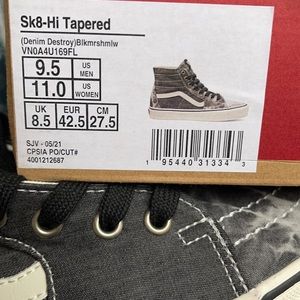 Sk8-Hi Tapered
(Denim Destroy)Blkmrshmlw
VN0A4U169FL
9.5 US MEN
11.0 US WOMEN
UK EUR CM
8.5 42.5 27.5
SJV - 05/21
CPSIA PO/CUT#
4001212687
1 95440 31334 3